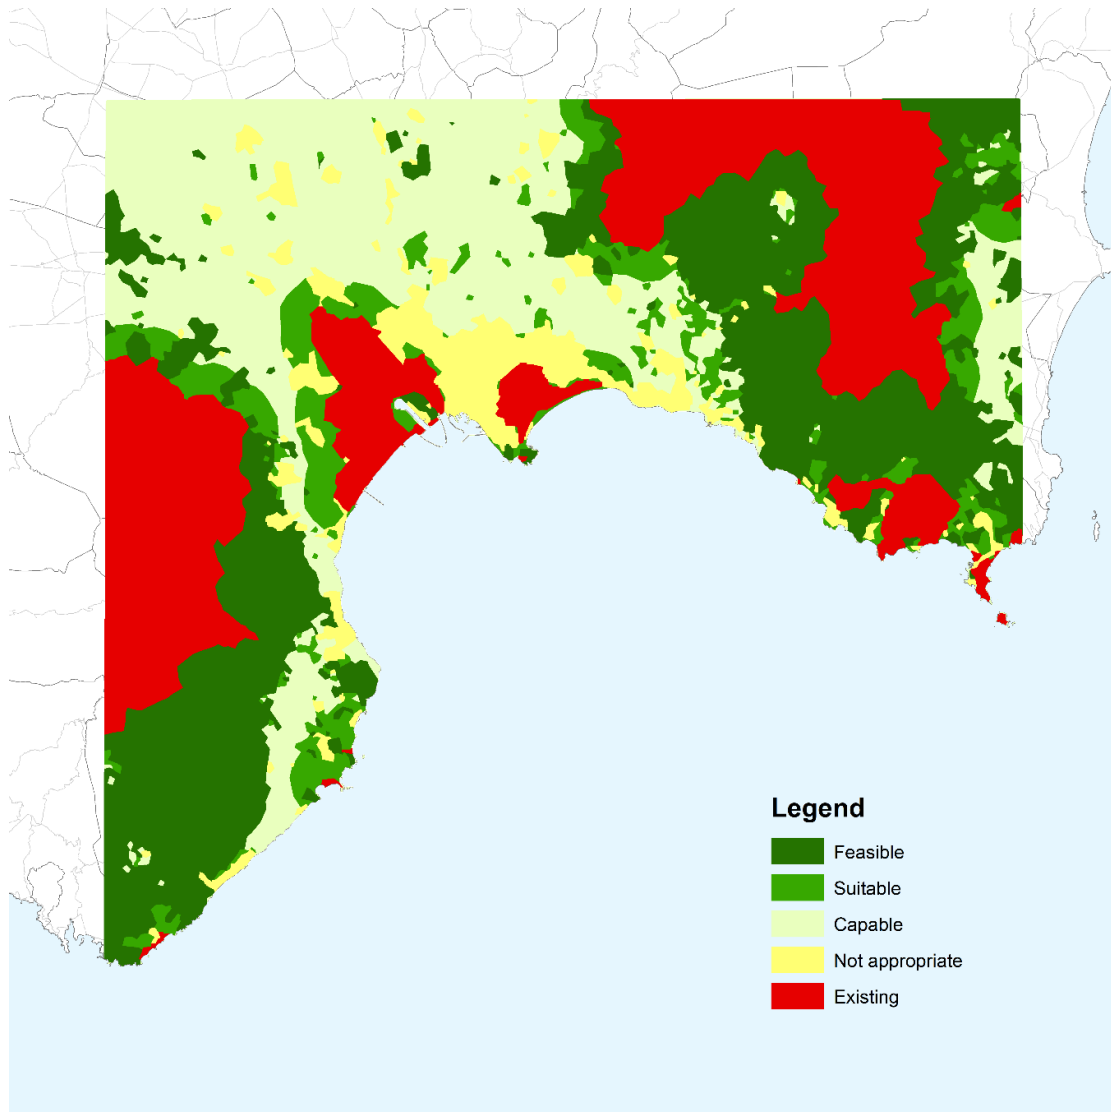 Legend
Feasible
Suitable
Capable
Not appropriate
Existing